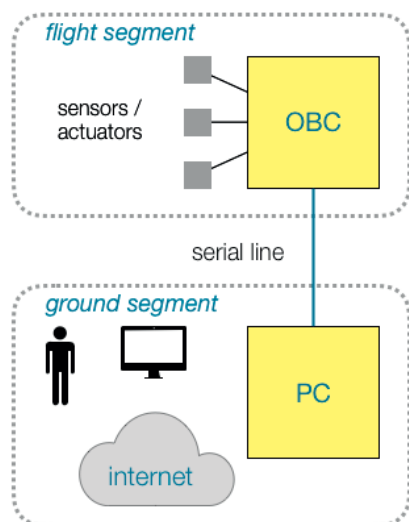 flight segment
sensors /
actuators
OBC
serial line
ground segment
PC
internet